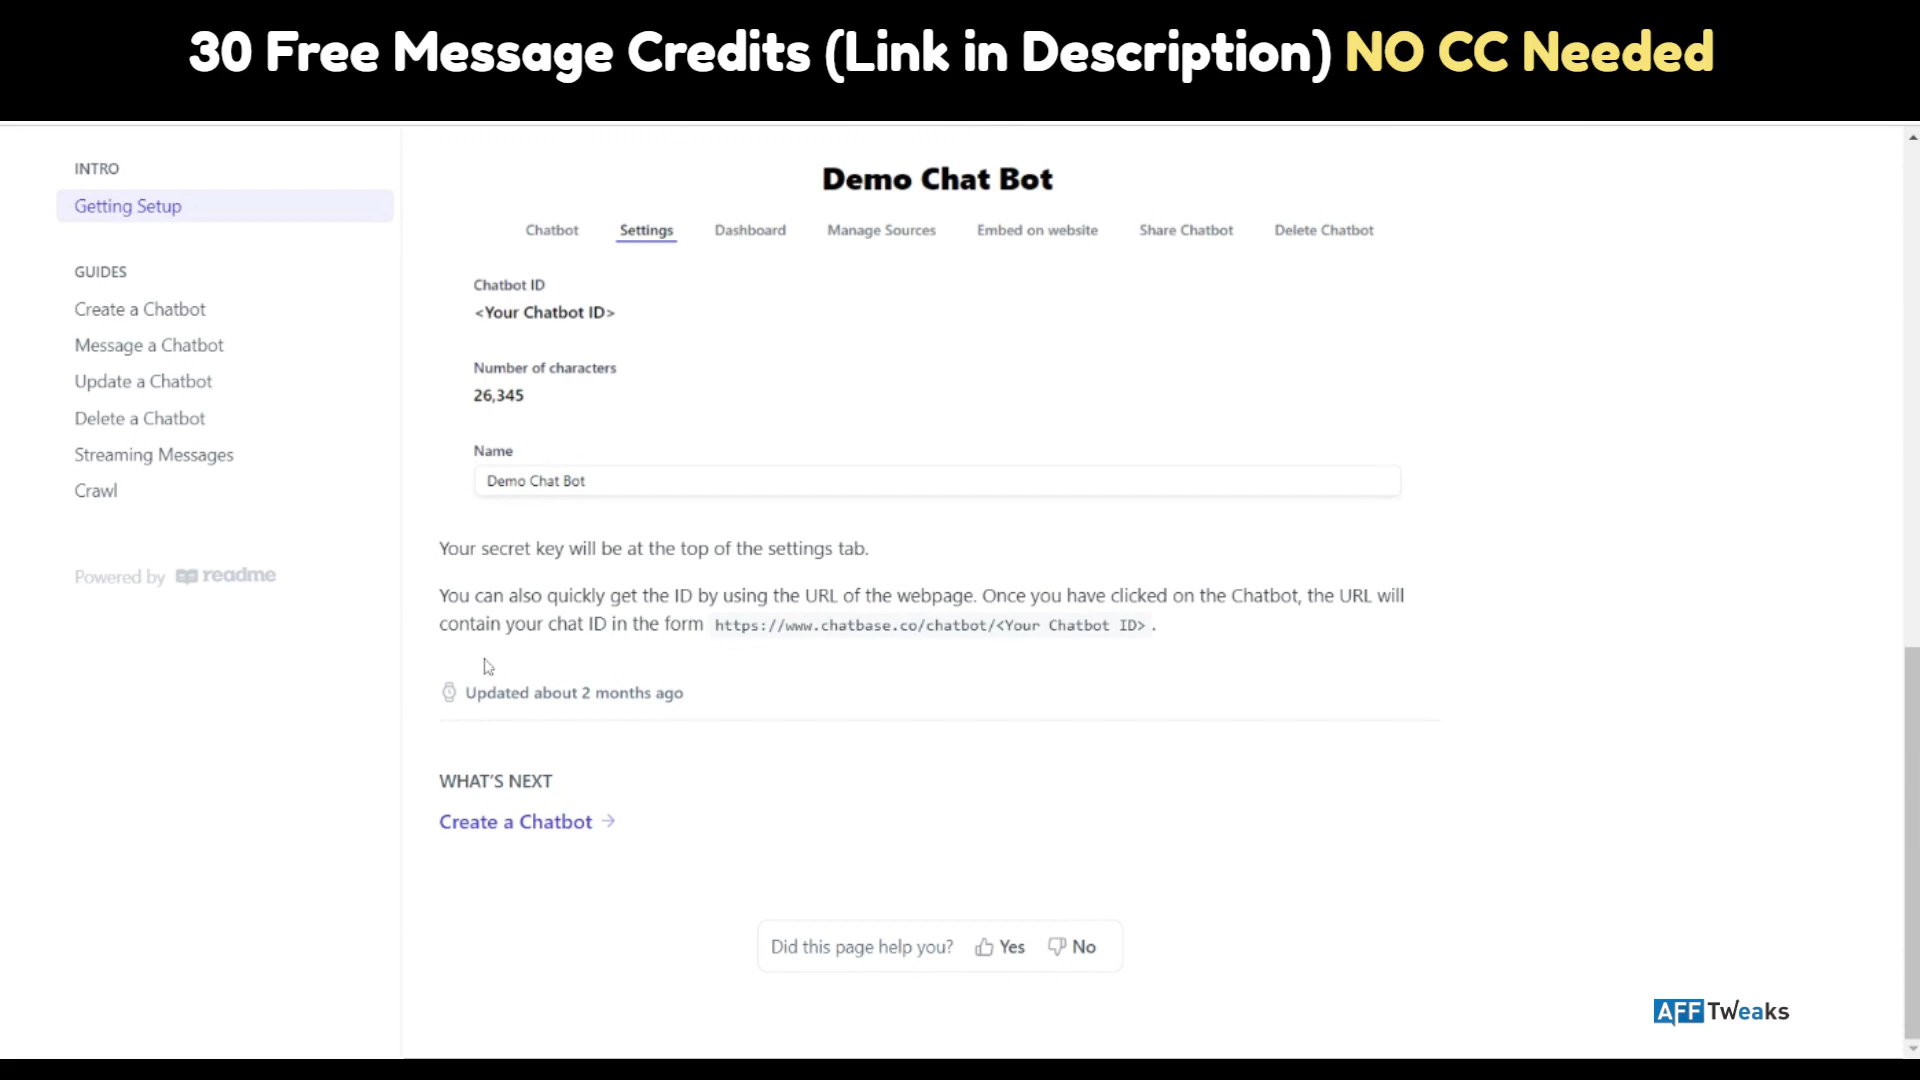 30 Free Message Credits (Link in Description) NO CC Needed
INTRO
Getting Setup
GUIDES
Create a Chatbot
Message a Chatbot
Update a Chatbot
Delete a Chatbot
Streaming Messages
Crawl
Powered by readme
Demo Chat Bot
Chatbot Settings Dashboard Manage Sources Embed on website Share Chatbot Delete Chatbot
Chatbot ID
<Your Chatbot ID>
Number of characters
26,345
Name
Demo Chat Bot
Your secret key will be at the top of the settings tab.
You can also quickly get the ID by using the URL of the webpage. Once you have clicked on the Chatbot, the URL will
contain your chat ID in the form https://www.chatbase.co/chatbot/<Your Chatbot ID> .
Updated about 2 months ago
WHAT'S NEXT
Create a Chatbot →
Did this page help you? Yes No
AFFTweaks